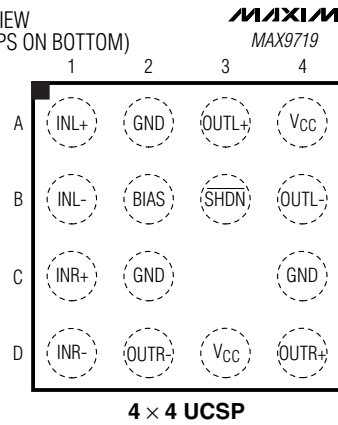 IEW MAXIM
PS ON BOTTOM) MAX9719
1 2 3 4
A INL+ GND OUTL+ VCC
B INL- BIAS SHDN OUTL-
C INR+ GND GND
D INR- OUTR- VCC OUTR+
4 × 4 UCSP